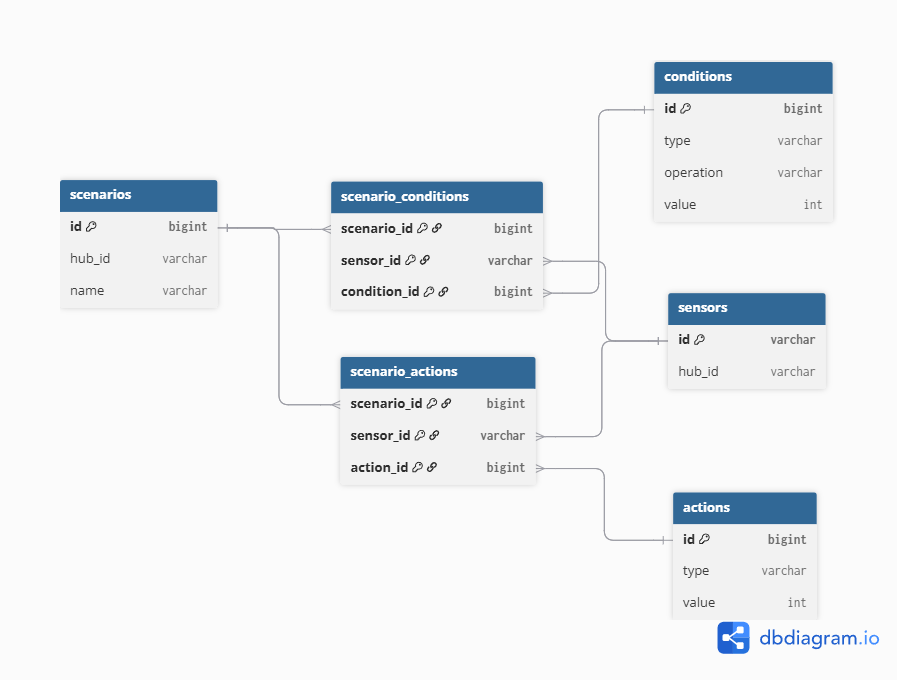 scenarios
id bigint
hub_id varchar
name varchar
scenario_conditions
scenario_id bigint
sensor_id varchar
condition_id bigint
scenario_actions
scenario_id bigint
sensor_id varchar
action_id bigint
conditions
id bigint
type varchar
operation varchar
value int
sensors
id varchar
hub_id varchar
actions
id bigint
type varchar
value int
dbdiagram.io